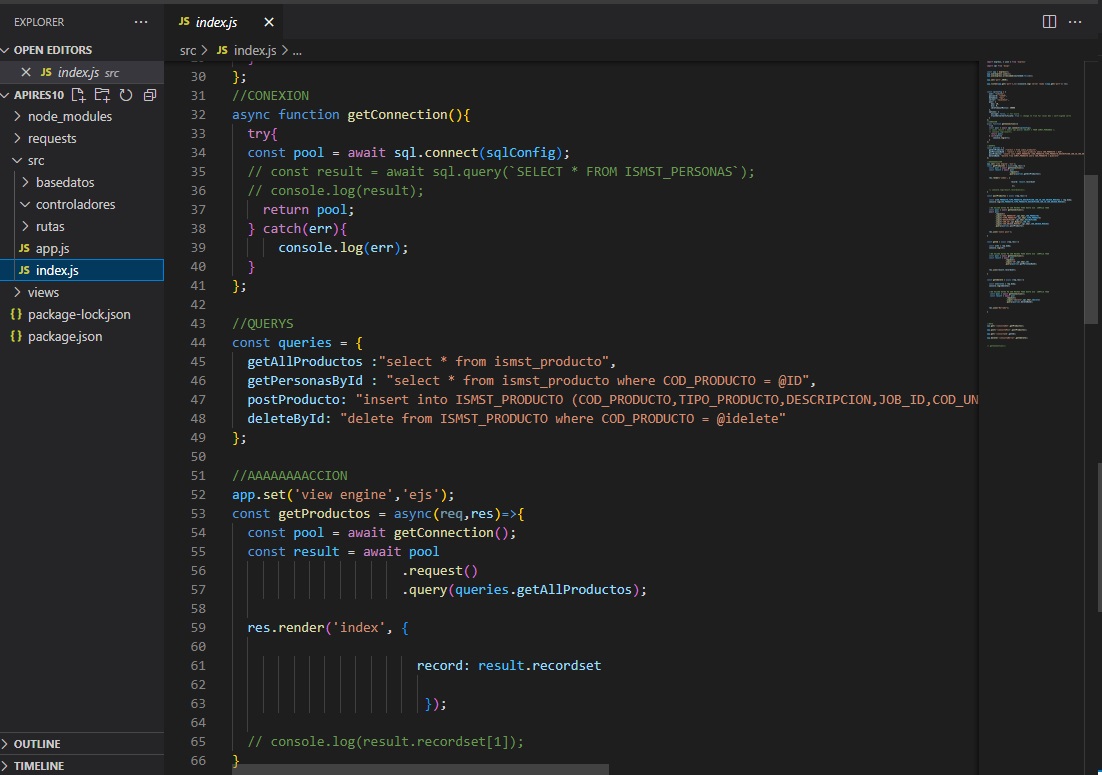 EXPLORER
OPEN EDITORS
JS index.js src
APIRES10
node_modules
requests
src
basedatos
controladores
rutas
JS app.js
JS index.js
views
{} package-lock.json
{} package.json
OUTLINE
TIMELINE
JS index.js
src > JS index.js > ...
30 };
31 //CONEXION
32 async function getConnection(){
33 try{
34 const pool = await sql.connect(sqlConfig);
35 // const result = await sql.query(`SELECT * FROM ISMST_PERSONAS`);
36 // console.log(result);
37 return pool;
38 } catch(err){
39 console.log(err);
40 }
41 };
42
43 //QUERYS
44 const queries = {
45 getAllProductos :"select * from ismst_producto",
46 getPersonasById : "select * from ismst_producto where COD_PRODUCTO = @ID",
47 postProducto: "insert into ISMST_PRODUCTO (COD_PRODUCTO,TIPO_PRODUCTO,DESCRIPCION,JOB_ID,COD_UN
48 deleteById: "delete from ISMST_PRODUCTO where COD_PRODUCTO = @idelete"
49 };
50
51 //AAAAAAAACCION
52 app.set('view engine','ejs');
53 const getProductos = async(req,res)=>{
54 const pool = await getConnection();
55 const result = await pool
56 .request()
57 .query(queries.getAllProductos);
58
59 res.render('index', {
60
61 record: result.recordset
62
63 });
64
65 // console.log(result.recordset[1]);
66 }